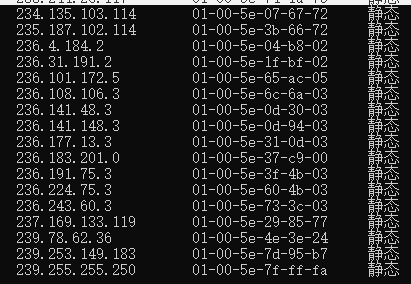 234.135.103.114 01-00-5e-07-67-72 静态
235.187.102.114 01-00-5e-3b-66-72 静态
236.4.184.2 01-00-5e-04-b8-02 静态
236.31.191.2 01-00-5e-1f-bf-02 静态
236.101.172.5 01-00-5e-65-ac-05 静态
236.108.106.3 01-00-5e-6c-6a-03 静态
236.141.48.3 01-00-5e-0d-30-03 静态
236.141.148.3 01-00-5e-0d-94-03 静态
236.177.13.3 01-00-5e-31-0d-03 静态
236.183.201.0 01-00-5e-37-c9-00 静态
236.191.75.3 01-00-5e-3f-4b-03 静态
236.224.75.3 01-00-5e-60-4b-03 静态
236.243.60.3 01-00-5e-73-3c-03 静态
237.169.133.119 01-00-5e-29-85-77 静态
239.78.62.36 01-00-5e-4e-3e-24 静态
239.253.149.183 01-00-5e-7d-95-b7 静态
239.255.255.250 01-00-5e-7f-ff-fa 静态